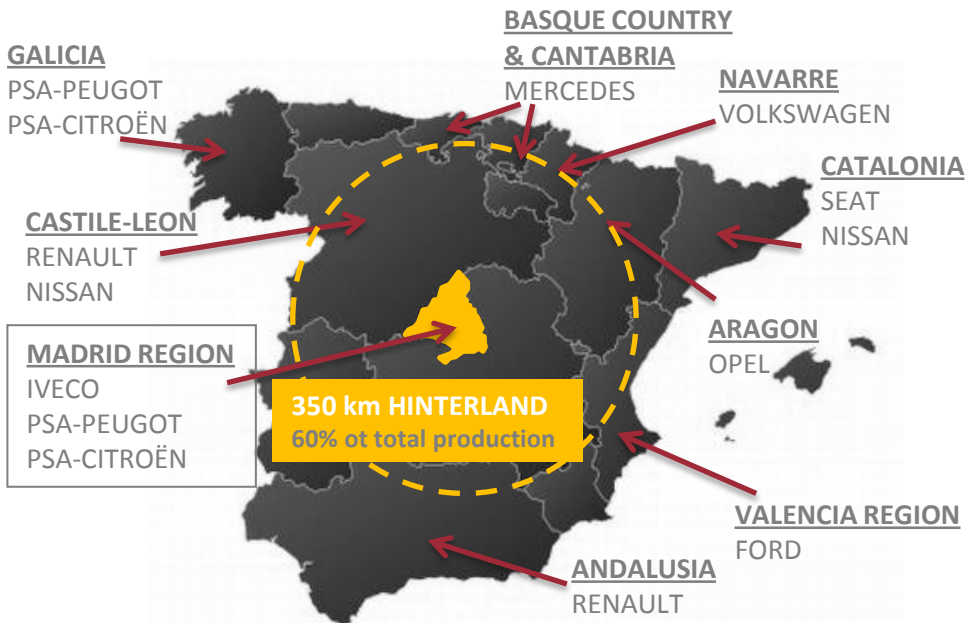 BASQUE COUNTRY
& CANTABRIA
MERCEDES
GALICIA
PSA-PEUGOT
PSA-CITROËN
NAVARRE
VOLKSWAGEN
CATALONIA
SEAT
NISSAN
CASTILE-LEON
RENAULT
NISSAN
MADRID REGION
IVECO
PSA-PEUGOT
PSA-CITROËN
ARAGON
OPEL
350 km HINTERLAND
60% ot total production
VALENCIA REGION
FORD
ANDALUSIA
RENAULT